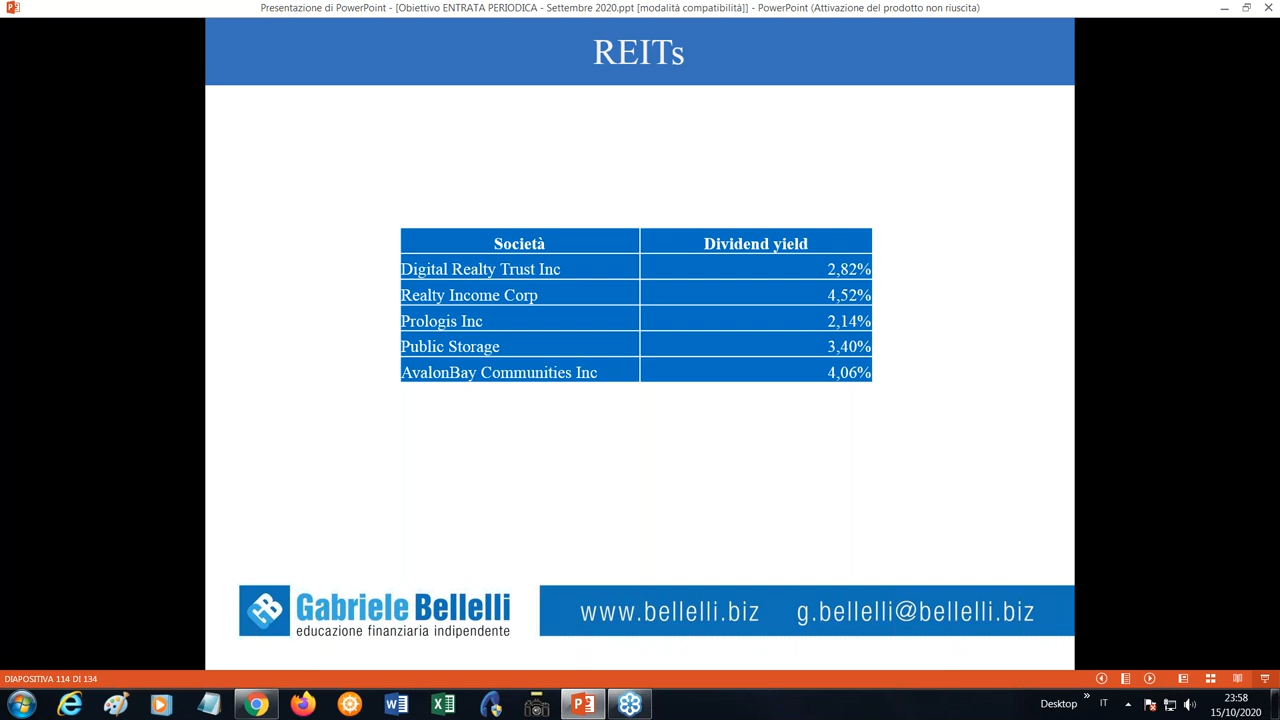 Presentazione di PowerPoint - [Obiettivo ENTRATA PERIODICA - Settembre 2020.ppt [modalità compatibilità]] - PowerPoint (Attivazione del prodotto non riuscita)
REITs
Società Dividend yield
Digital Realty Trust Inc 2,82%
Realty Income Corp 4,52%
Prologis Inc 2,14%
Public Storage 3,40%
AvalonBay Communities Inc 4,06%
Gabriele Bellelli
educazione finanziaria indipendente
www.bellelli.biz g.bellelli@bellelli.biz
DIAPOSITIVA 114 DI 134
Desktop » IT 23:58
15/10/2020